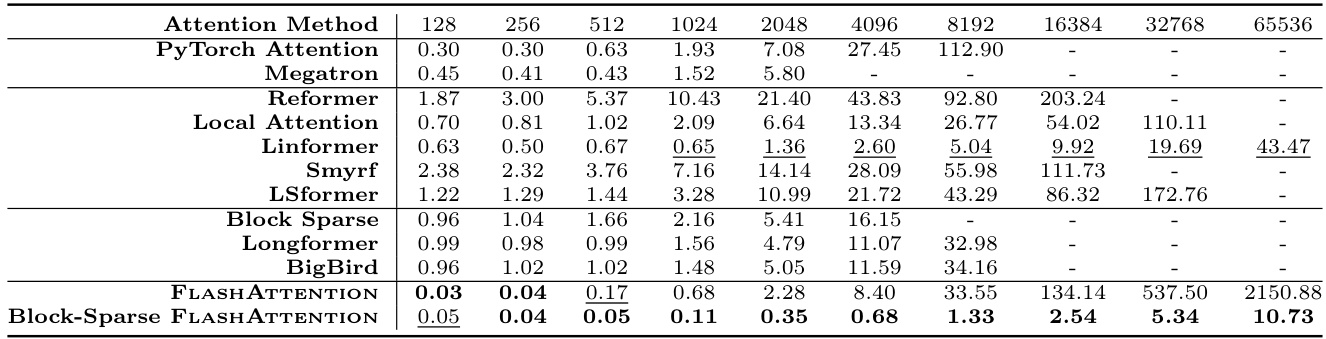 Attention Method 128 256 512 1024 2048 4096 8192 16384 32768 65536
PyTorch Attention 0.30 0.30 0.63 1.93 7.08 27.45 112.90 - - -
Megatron 0.45 0.41 0.43 1.52 5.80 - - - - -
Reformer 1.87 3.00 5.37 10.43 21.40 43.83 92.80 203.24 - -
Local Attention 0.70 0.81 1.02 2.09 6.64 13.34 26.77 54.02 110.11 -
Linformer 0.63 0.50 0.67 0.65 1.36 2.60 5.04 9.92 19.69 43.47
Smyrf 2.38 2.32 3.76 7.16 14.14 28.09 55.98 111.73 - -
LSformer 1.22 1.29 1.44 3.28 10.99 21.72 43.29 86.32 172.76 -
Block Sparse 0.96 1.04 1.66 2.16 5.41 16.15 - - - -
Longformer 0.99 0.98 0.99 1.56 4.79 11.07 32.98 - - -
BigBird 0.96 1.02 1.02 1.48 5.05 11.59 34.16 - - -
FlashAttention 0.03 0.04 0.17 0.68 2.28 8.40 33.55 134.14 537.50 2150.88
Block-Sparse FlashAttention 0.05 0.04 0.05 0.11 0.35 0.68 1.33 2.54 5.34 10.73